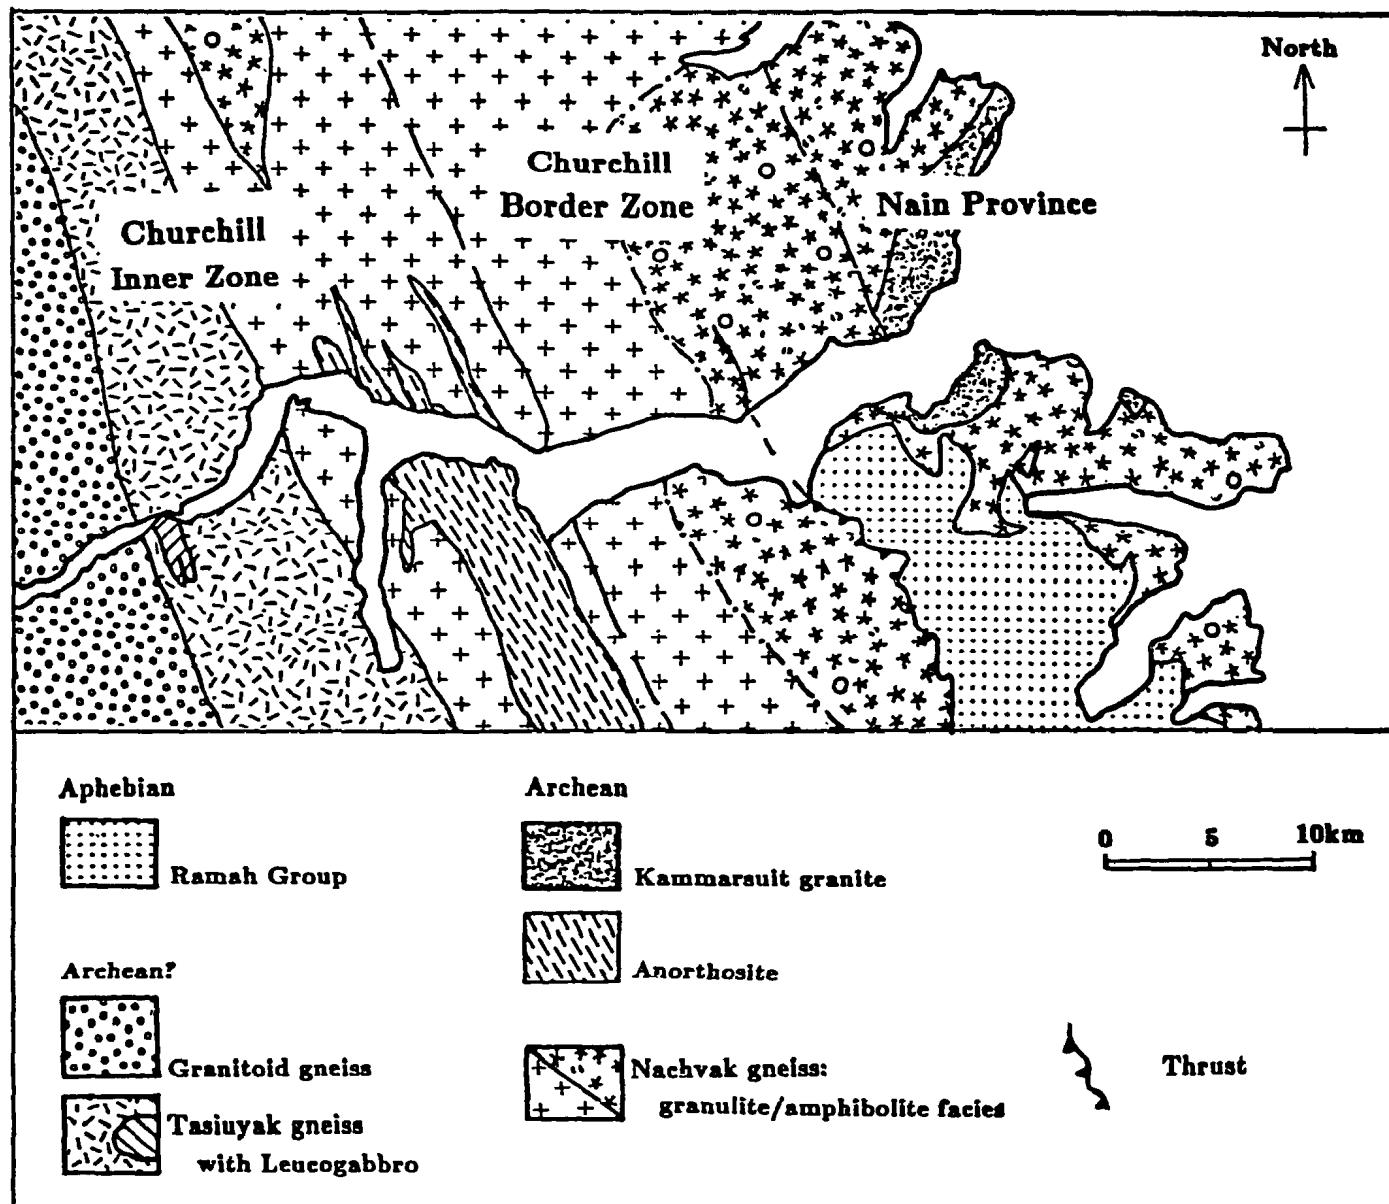 North
Churchill
Border Zone
Nain Province
Churchill
Inner Zone
Aphebian
Ramah Group
Archean?
Granitoid gneiss
Tasiuyak gneiss
with Leucogabbro
Archean
Kammarsuit granite
Anorthosite
Nachvak gneiss:
granulite/amphibolite facies
0 5 10km
Thrust